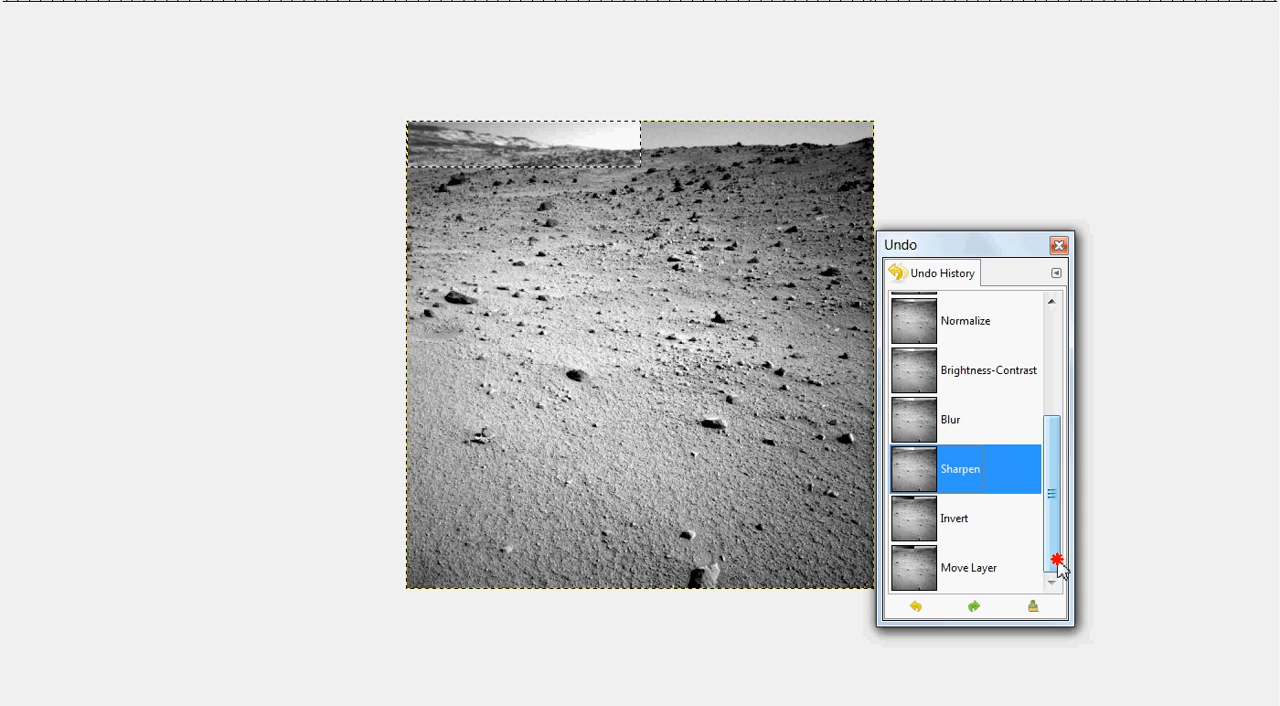 Undo
Undo History
Normalize
Brightness-Contrast
Blur
Sharpen
Invert
Move Layer